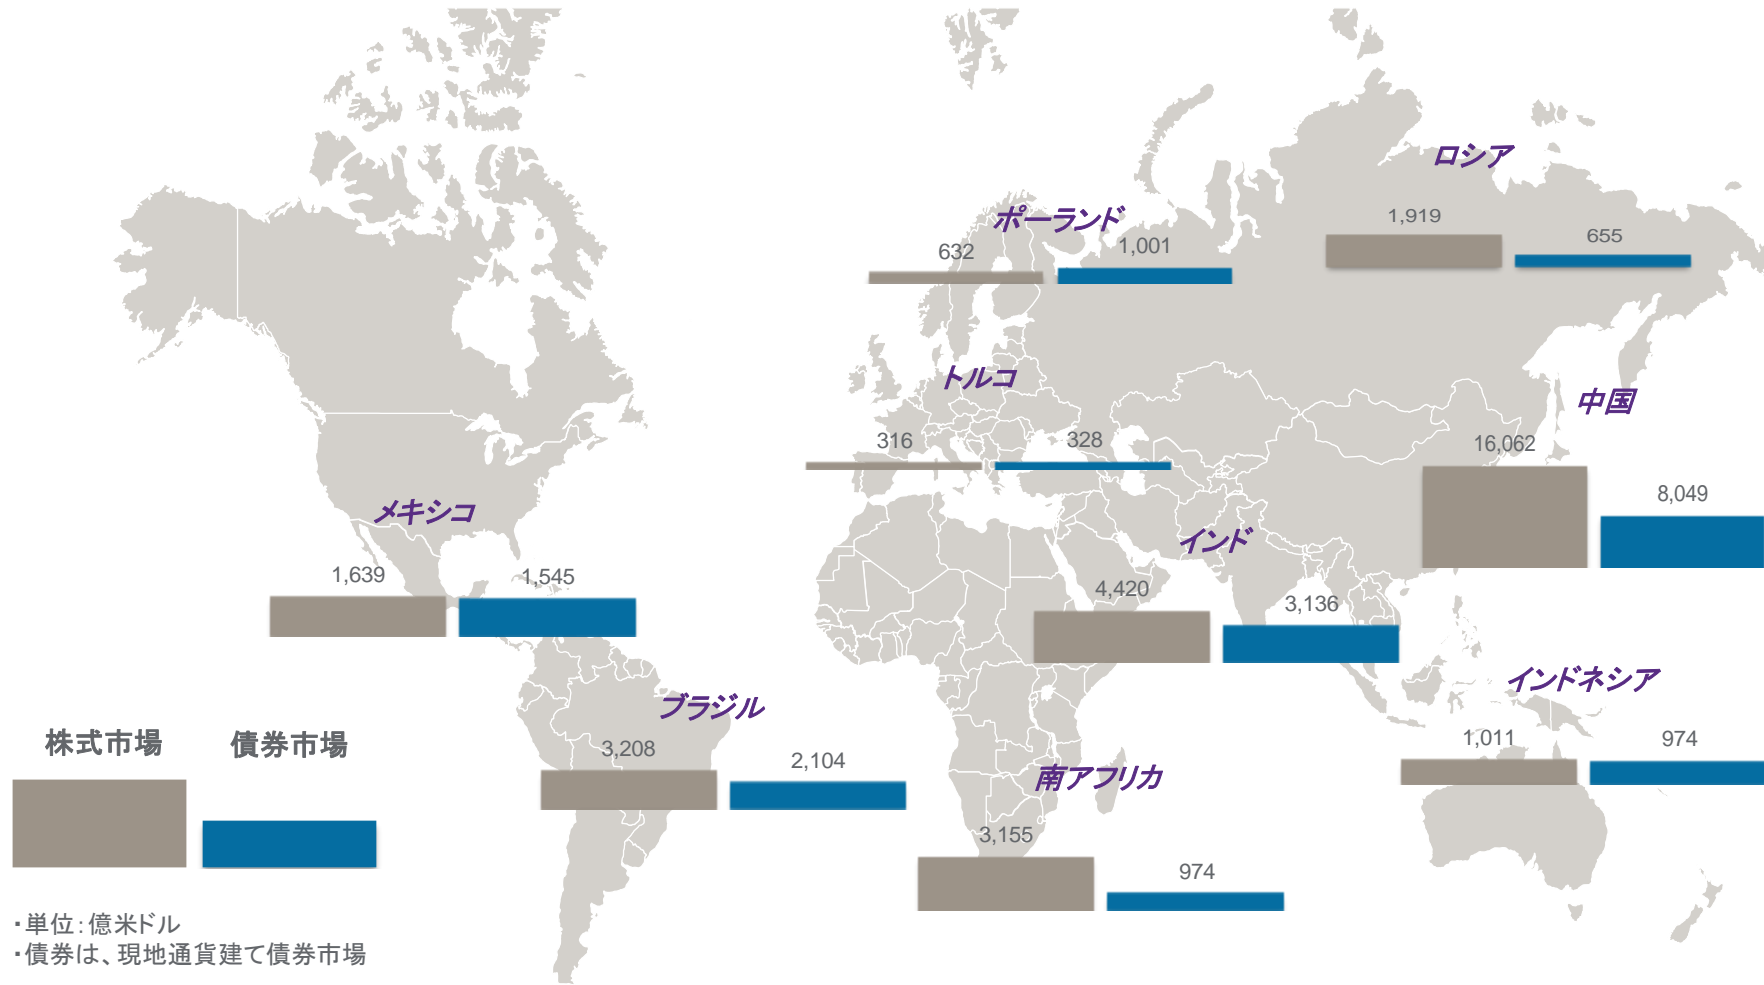 ロシア
1,919
655
ポーランド
632
1,001
トルコ
316
328
中国
16,062
8,049
メキシコ
1,639
1,545
インド
4,420
3,136
インドネシア
1,011
974
ブラジル
3,208
2,104
南アフリカ
3,155
974
株式市場
債券市場
・単位：億米ドル
・債券は、現地通貨建て債券市場